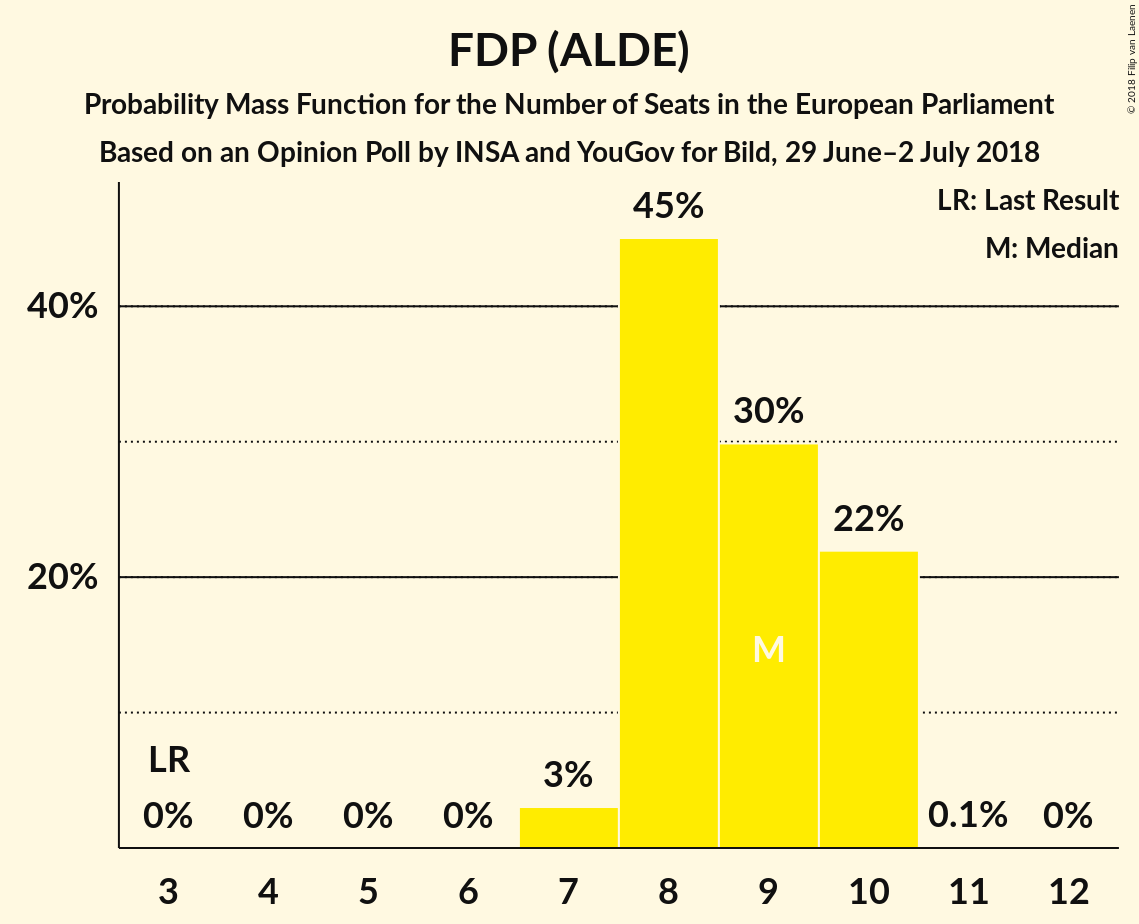 FDP (ALDE)
Probability Mass Function for the Number of Seats in the European Parliament
Based on an Opinion Poll by INSA and YouGov for Bild, 29 June–2 July 2018
© 2018 Filip van Laenen
LR: Last Result
M: Median
45%
40%
30%
22%
20%
M
LR
3%
0% 0% 0% 0% 0.1% 0%
3 4 5 6 7 8 9 10 11 12